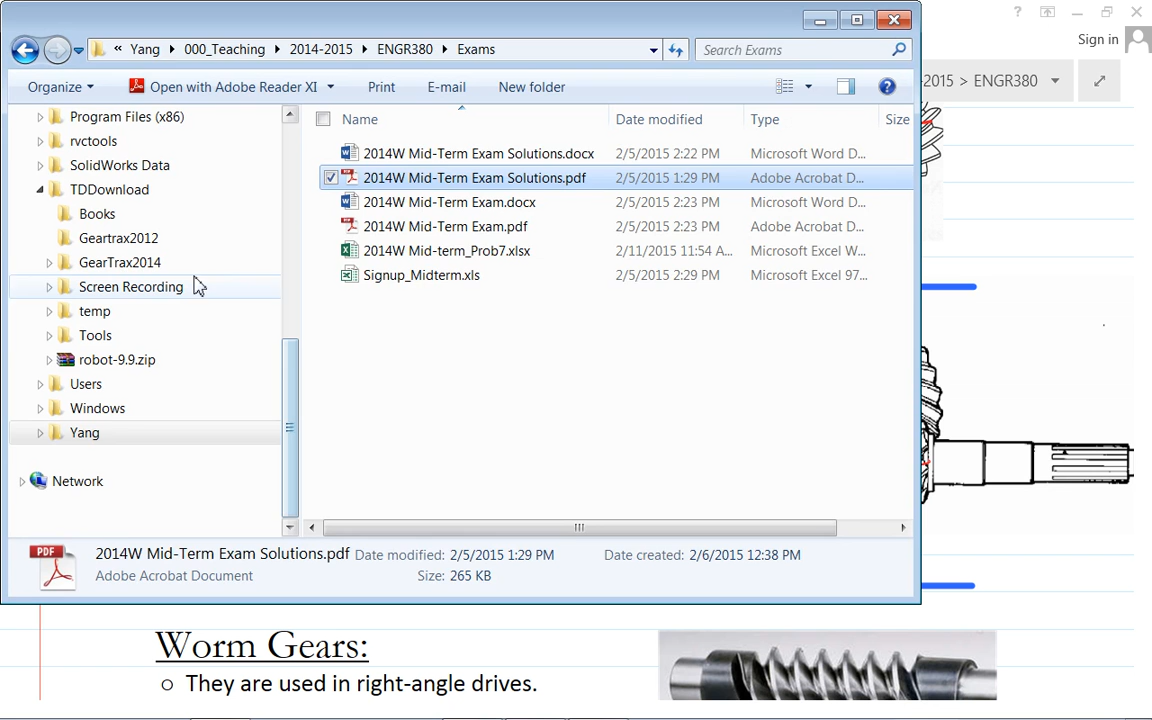 « Yang 000_Teaching 2014-2015 ENGR380 Exams Search Exams
? Sign in
Organize Open with Adobe Reader XI Print E-mail New folder
-2015 > ENGR380
Name Date modified Type Size
Program Files (x86)
rvctools
SolidWorks Data
TDDownload
Books
Geartrax2012
GearTrax2014
Screen Recording
temp
Tools
robot-9.9.zip
Users
Windows
Yang
Network
2014W Mid-Term Exam Solutions.docx 2/5/2015 2:22 PM Microsoft Word D...
2014W Mid-Term Exam Solutions.pdf 2/5/2015 1:29 PM Adobe Acrobat D...
2014W Mid-Term Exam.docx 2/5/2015 2:23 PM Microsoft Word D...
2014W Mid-Term Exam.pdf 2/5/2015 2:23 PM Adobe Acrobat D...
2014W Mid-term_Prob7.xlsx 2/11/2015 11:54 A... Microsoft Excel W...
Signup_Midterm.xls 2/5/2015 2:29 PM Microsoft Excel 97...
PDF
2014W Mid-Term Exam Solutions.pdf Date modified: 2/5/2015 1:29 PM Date created: 2/6/2015 12:38 PM
Adobe Acrobat Document Size: 265 KB
Worm Gears:
o They are used in right-angle drives.